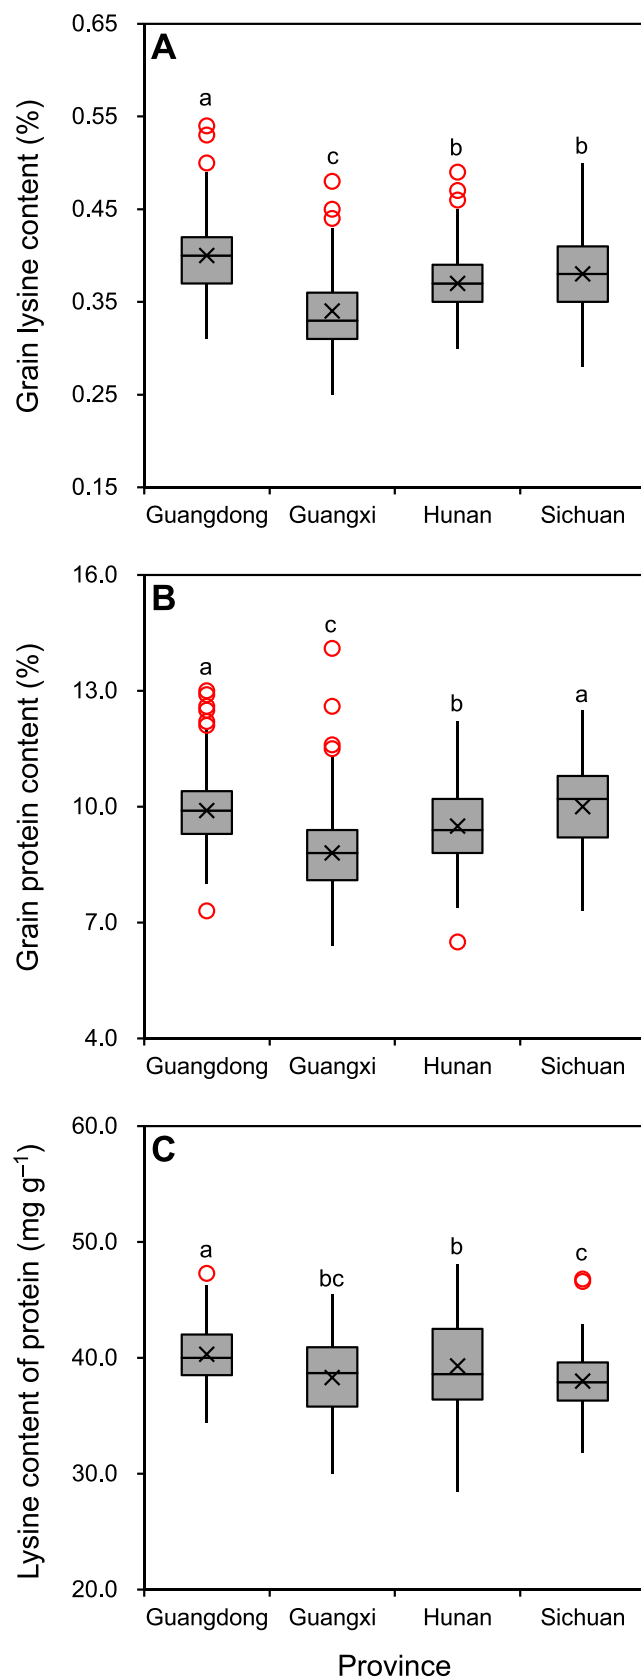 A
Grain lysine content (%)
0.65
0.55
0.45
0.35
0.25
0.15
a
c
b
b
Guangdong Guangxi Hunan Sichuan
B
Grain protein content (%)
16.0
13.0
10.0
7.0
4.0
a
c
b
a
Guangdong Guangxi Hunan Sichuan
C
Lysine content of protein (mg g⁻¹)
60.0
50.0
40.0
30.0
20.0
a
bc
b
c
Guangdong Guangxi Hunan Sichuan
Province